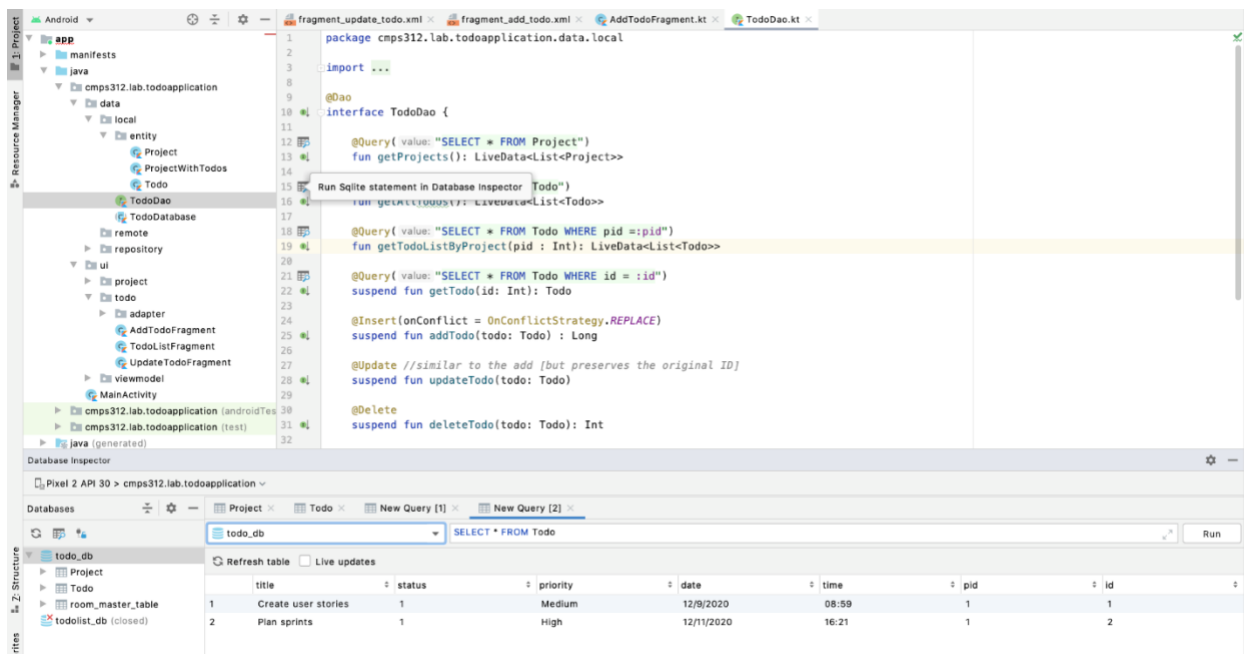 Android
fragment_update_todo.xml
fragment_add_todo.xml
AddTodoFragment.kt
TodoDao.kt
1: Project
Resource Manager
app
manifests
java
cmps312.lab.todoapplication
data
local
entity
Project
ProjectWithTodos
Todo
TodoDao
TodoDatabase
remote
repository
ui
project
todo
adapter
AddTodoFragment
TodoListFragment
UpdateTodoFragment
viewmodel
MainActivity
cmps312.lab.todoapplication (androidTes
cmps312.lab.todoapplication (test)
java (generated)
1 package cmps312.lab.todoapplication.data.local
2
3 import ...
8
9 @Dao
10 interface TodoDao {
11
12 @Query( value: "SELECT * FROM Project")
13 fun getProjects(): LiveData<List<Project>>
14
15 Run Sqlite statement in Database Inspector Todo")
16 fun getAllTodos(): LiveData<List<Todo>>
17
18 @Query( value: "SELECT * FROM Todo WHERE pid =:pid")
19 fun getTodoListByProject(pid : Int): LiveData<List<Todo>>
20
21 @Query( value: "SELECT * FROM Todo WHERE id = :id")
22 suspend fun getTodo(id: Int): Todo
23
24 @Insert(onConflict = OnConflictStrategy.REPLACE)
25 suspend fun addTodo(todo: Todo) : Long
26
27 @Update //similar to the add [but preserves the original ID]
28 suspend fun updateTodo(todo: Todo)
29
30 @Delete
31 suspend fun deleteTodo(todo: Todo): Int
32
Database Inspector
Pixel 2 API 30 > cmps312.lab.todoapplication
Databases
Project
Todo
New Query [1]
New Query [2]
todo_db
SELECT * FROM Todo
Run
todo_db
Project
Todo
room_master_table
todolist_db (closed)
Refresh table
Live updates
title status priority date time pid id
1 Create user stories 1 Medium 12/9/2020 08:59 1 1
2 Plan sprints 1 High 12/11/2020 16:21 1 2
Z: Structure
rites